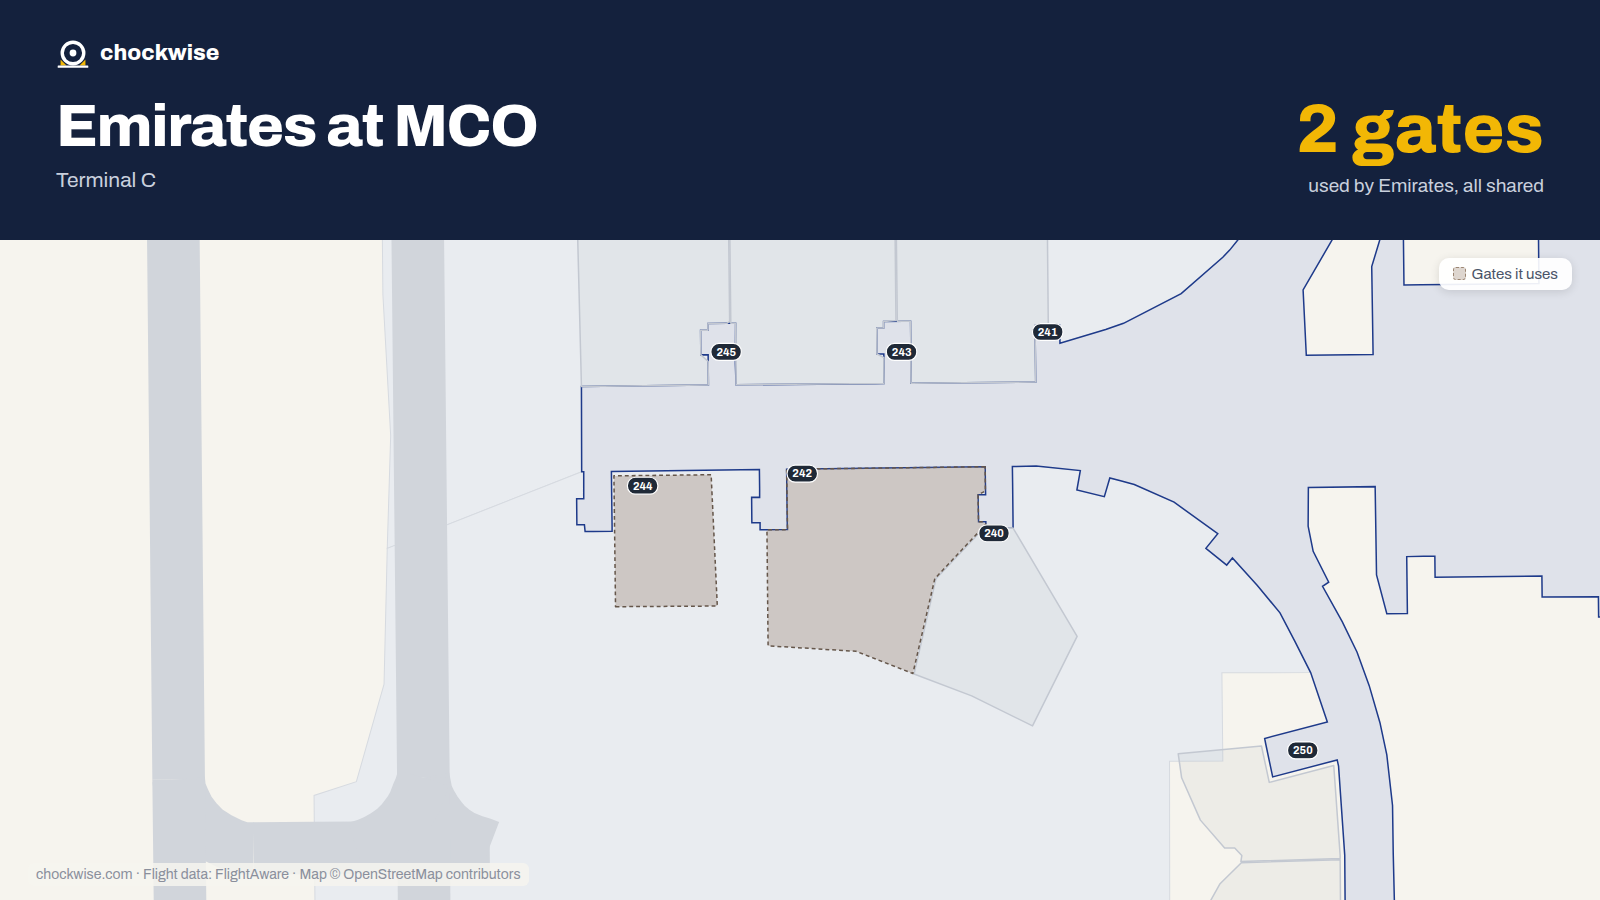 chockwise
Emirates at MCO
Terminal C
2 gates
used by Emirates, all shared
Gates it uses
241
245
243
242
244
240
250
chockwise.com · Flight data: FlightAware · Map © OpenStreetMap contributors